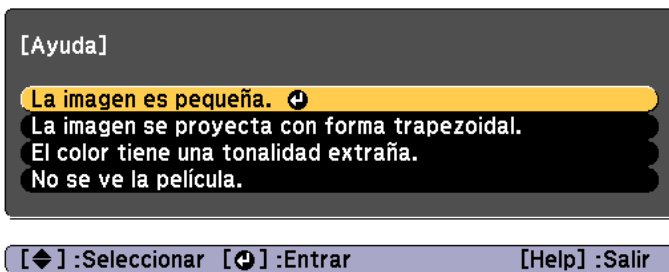 [Ayuda]
La imagen es pequeña.
La imagen se proyecta con forma trapezoidal.
El color tiene una tonalidad extraña.
No se ve la película.
[◆] :Seleccionar [↵] :Entrar [Help] :Salir